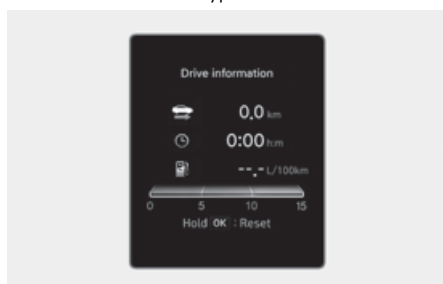 Drive information
0.0 km
0:00 h:m
--.- L/100km
0 5 10 15
Hold OK : Reset